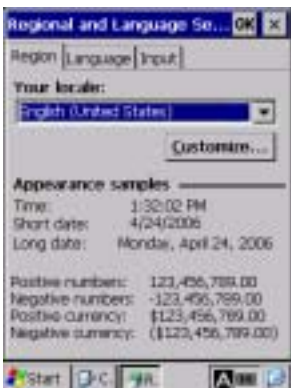 Regional and Language Se... OK ×
Region Language Input
Your locale:
English (United States)
Customize...
Appearance samples
Time: 1:32:02 PM
Short date: 4/24/2006
Long date: Monday, April 24, 2006
Positive numbers: 123,456,789.00
Negative numbers: -123,456,789.00
Positive currency: $123,456,789.00
Negative currency: ($123,456,789.00)
Start C. R. A